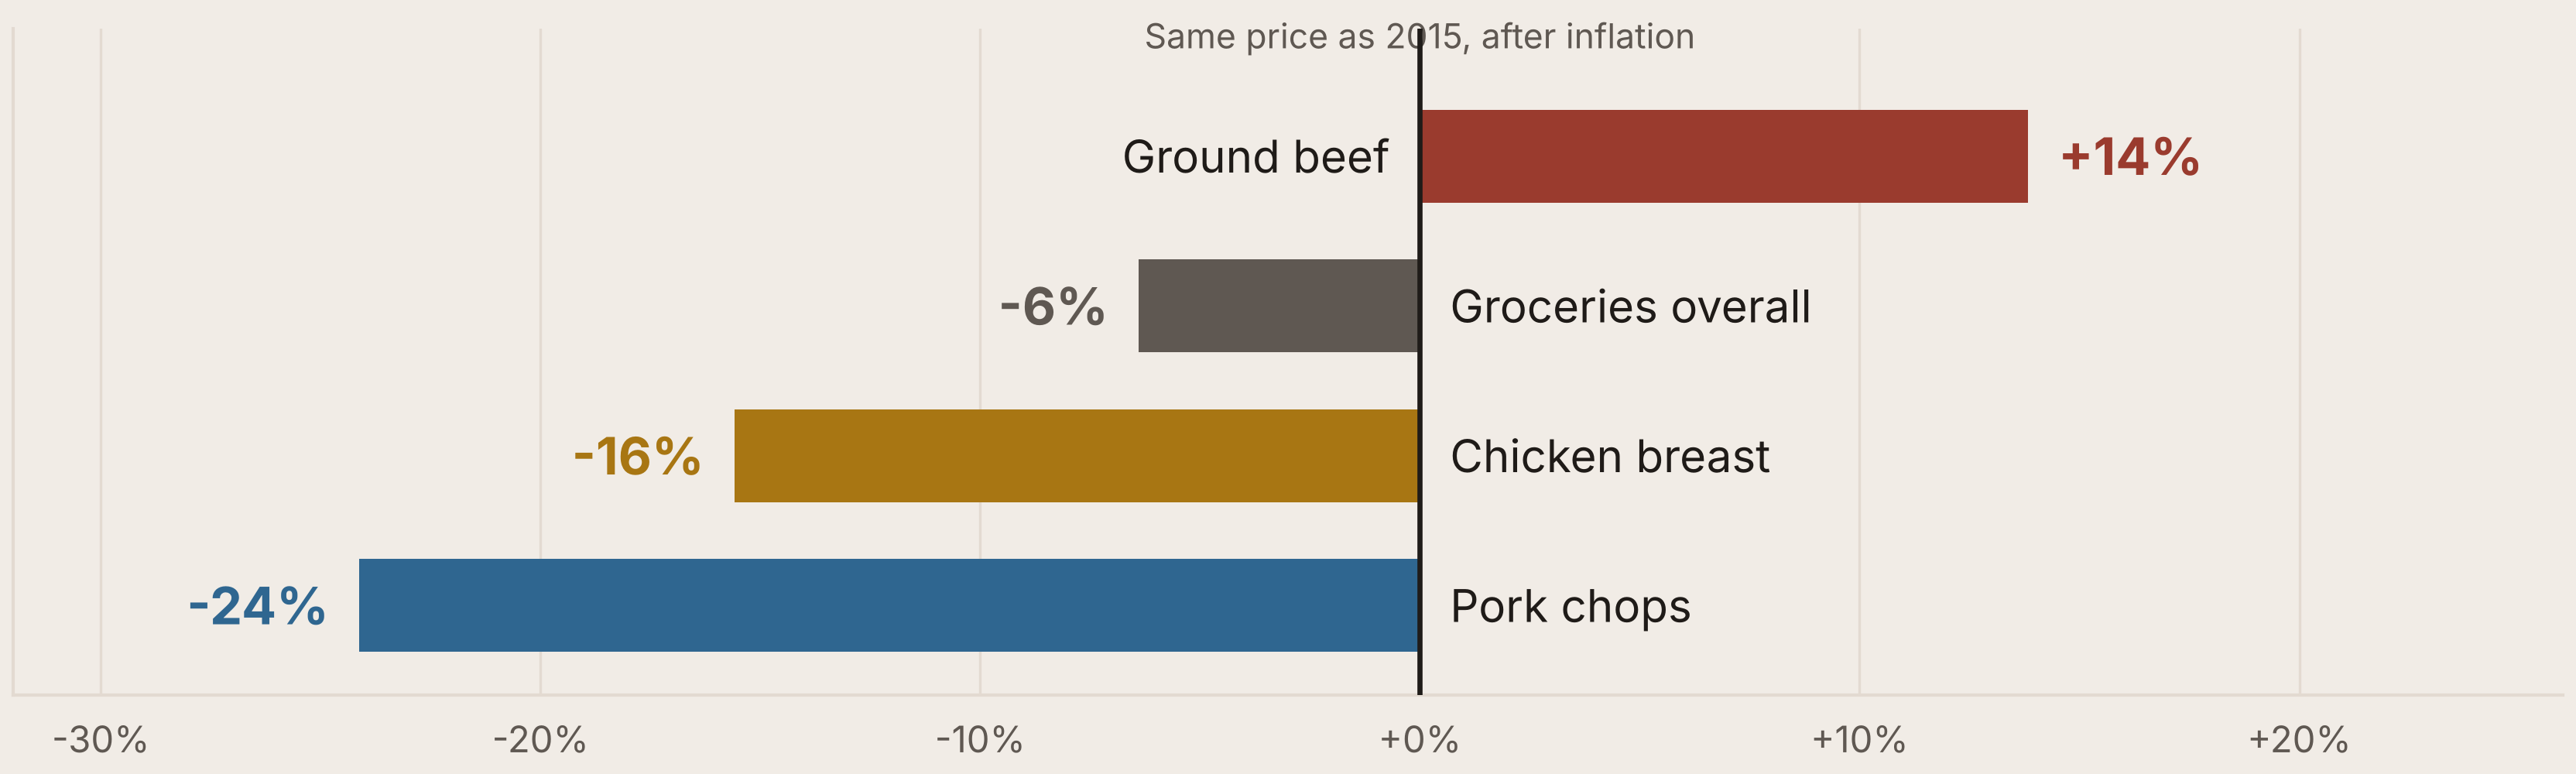 Same price as 2015, after inflation
Ground beef +14%
-6% Groceries overall
-16% Chicken breast
-24% Pork chops
-30% -20% -10% +0% +10% +20%